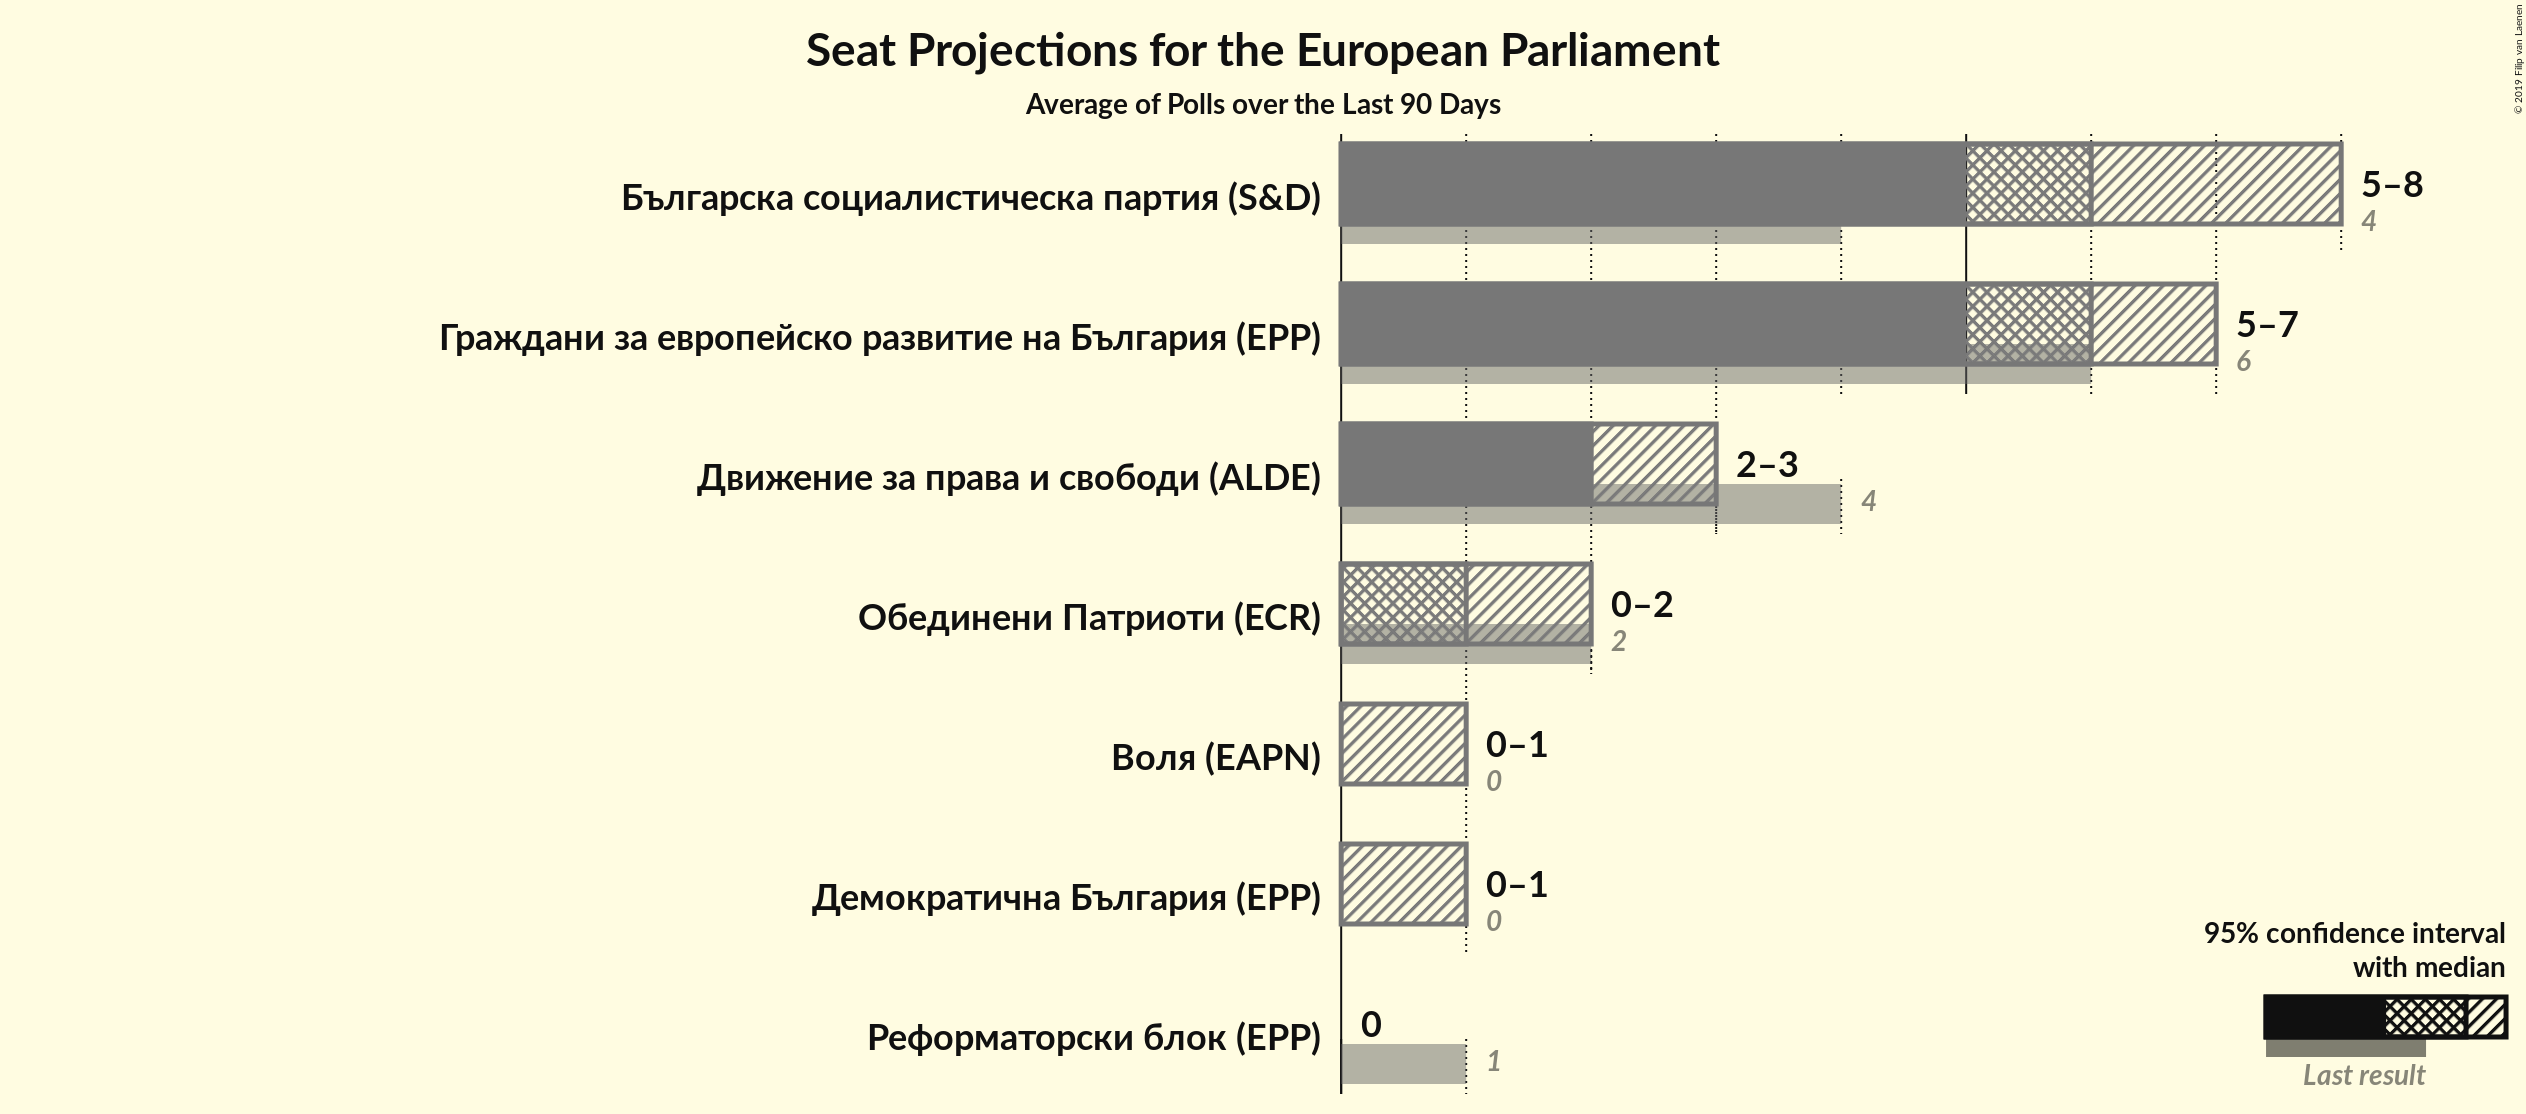 Seat Projections for the European Parliament
Average of Polls over the Last 90 Days
© 2019 Filip van Laenen
Българска социалистическа партия (S&D)
5–8
4
Граждани за европейско развитие на България (EPP)
5–7
6
Движение за права и свободи (ALDE)
2–3
4
Обединени Патриоти (ECR)
0–2
2
Воля (EAPN)
0–1
0
Демократична България (EPP)
0–1
0
Реформаторски блок (EPP)
0
1
95% confidence interval
with median
Last result